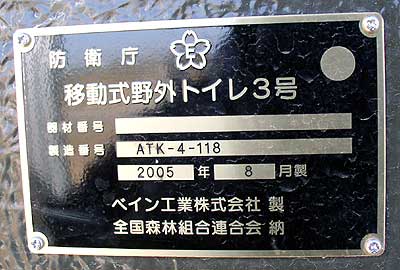 防衛庁
移動式野外トイレ3号
器材番号
製造番号 ATK-4-118
2005 年 8 月製
ベイン工業株式会社 製
全国森林組合連合会 納